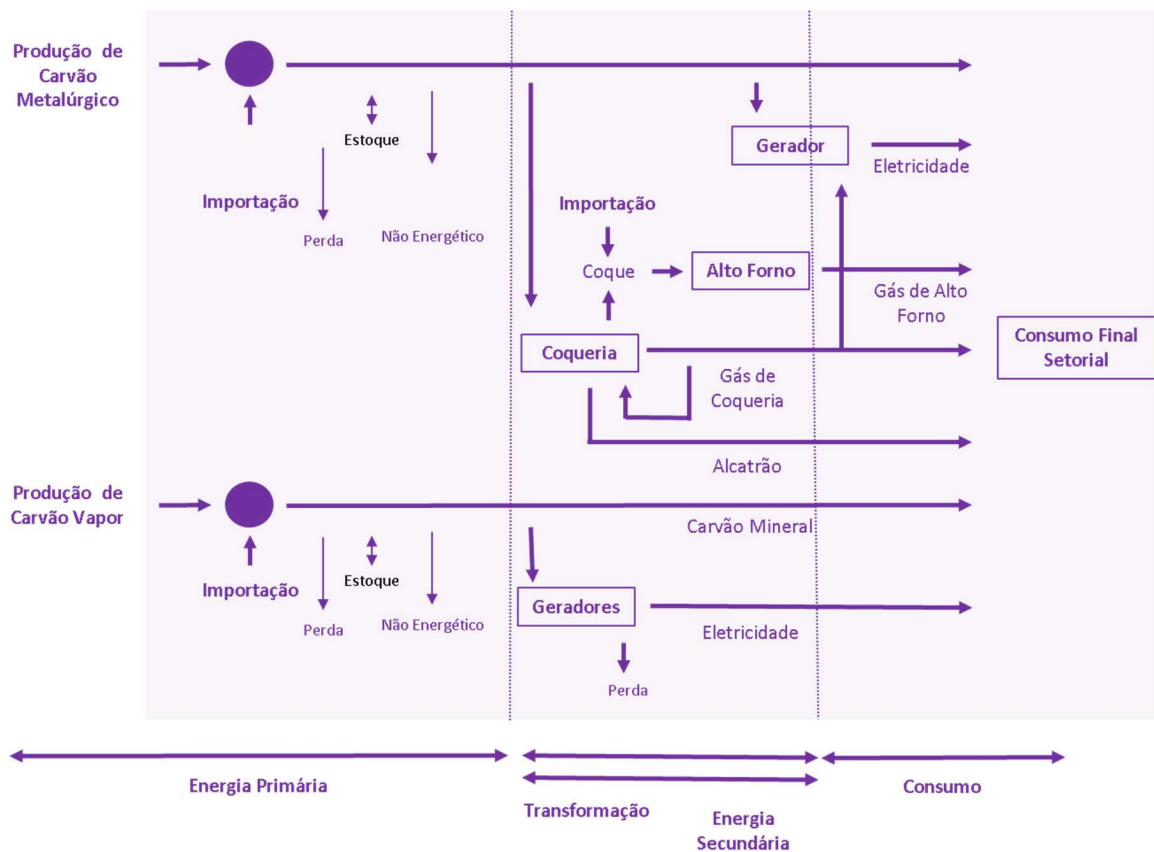 Produção de
Carvão
Metalúrgico
Estoque
Importação
Perda
Não Energético
Gerador
Eletricidade
Importação
Coque
Alto Forno
Gás de Alto
Forno
Coqueria
Gás de
Coqueria
Consumo Final
Setorial
Alcatrão
Produção de
Carvão Vapor
Carvão Mineral
Importação
Estoque
Perda
Não Energético
Geradores
Eletricidade
Perda
Energia Primária
Transformação
Energia
Secundária
Consumo